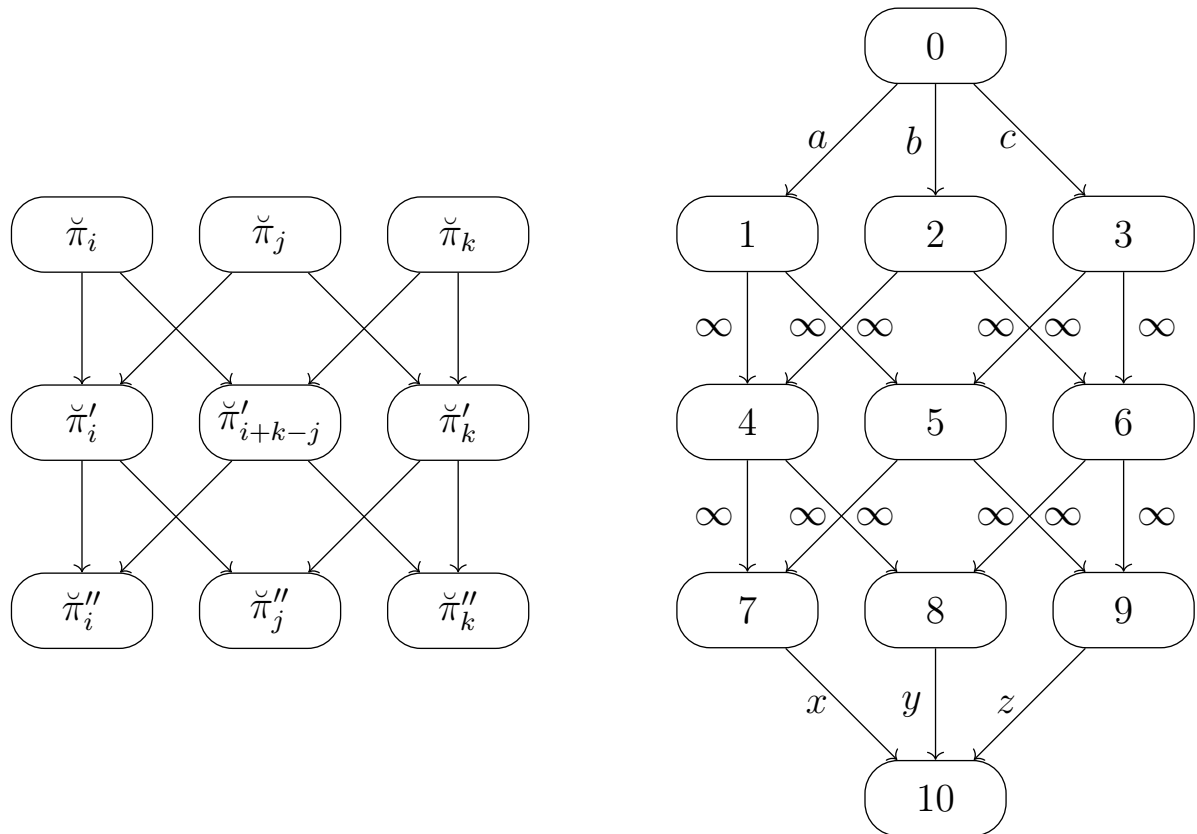 0
a b c
π̆_i π̆_j π̆_k 1 2 3
∞ ∞ ∞ ∞ ∞ ∞
π̆′_i π̆′_{i+k−j} π̆′_k 4 5 6
∞ ∞ ∞ ∞ ∞ ∞
π̆″_i π̆″_j π̆″_k 7 8 9
x y z
10